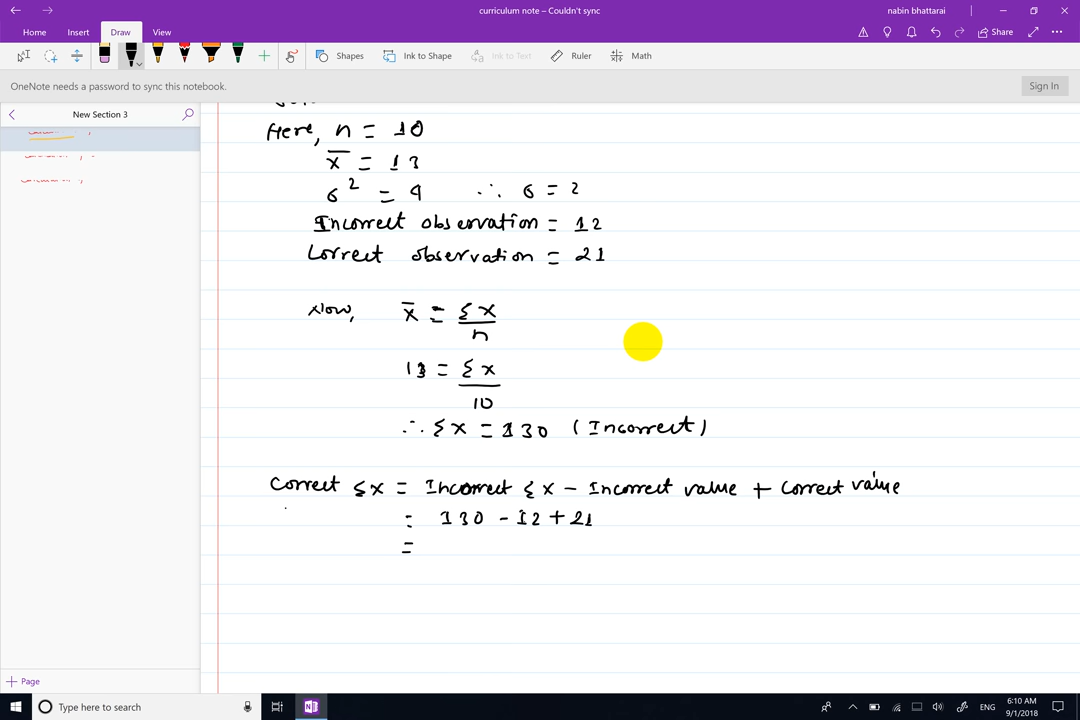 curriculum note – Couldn't sync
nabin bhattarai
Home Insert Draw View
Share
Shapes Ink to Shape Ink to Text Ruler Math
OneNote needs a password to sync this notebook.
Sign In
New Section 3
Here, n = 10
x̅ = 13
σ² = 4 ∴ σ = 2
Incorrect observation = 12
Correct observation = 21
Now, x̅ = Σx/n
13 = Σx/10
∴ Σx = 130 (Incorrect)
Correct Σx = Incorrect Σx - Incorrect value + Correct value
= 130 - 12 + 21
=
+ Page
Type here to search
ENG
6:10 AM
9/1/2018